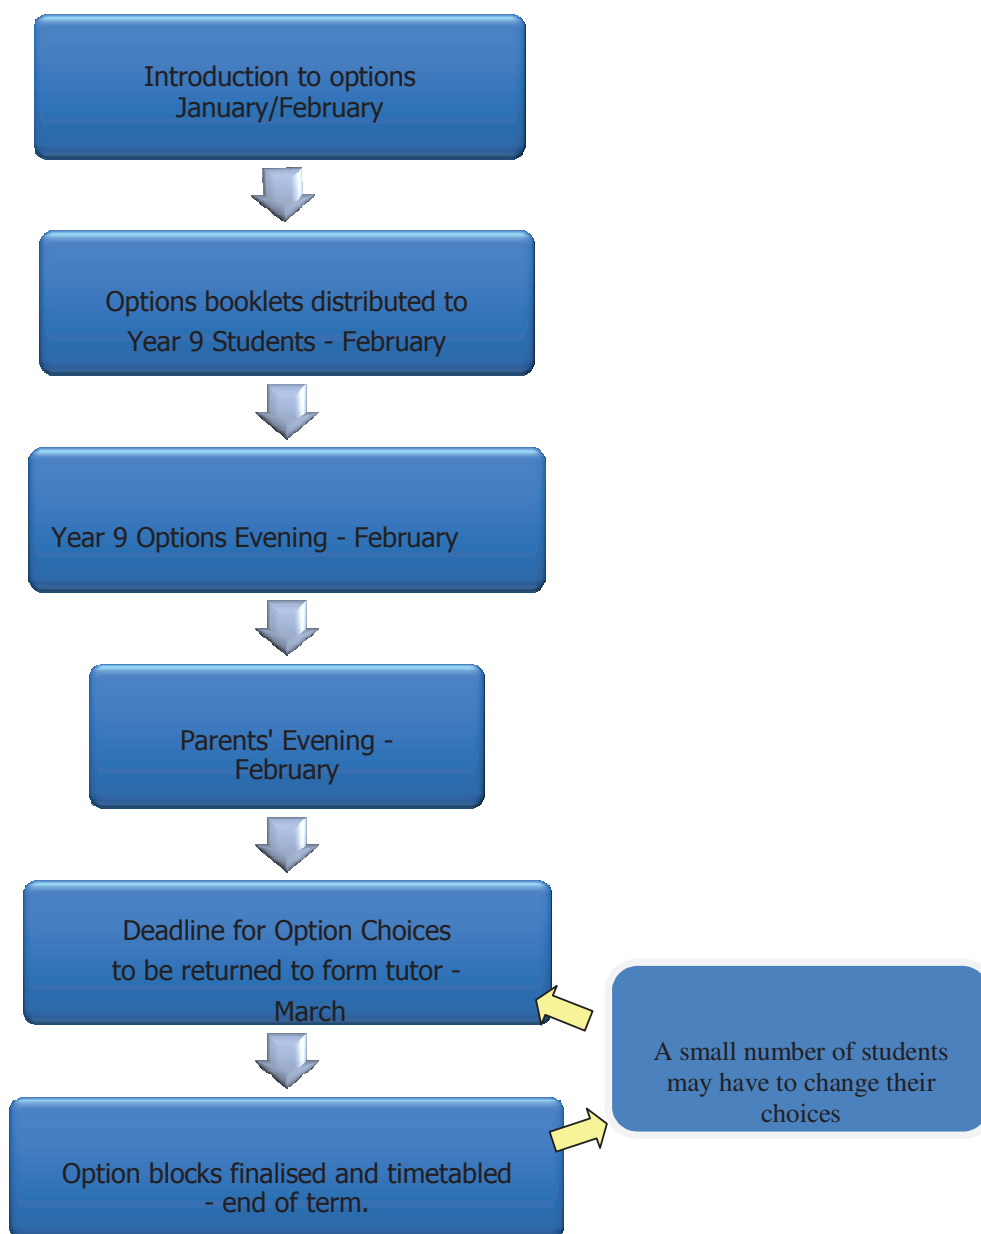 Introduction to options
January/February
Options booklets distributed to
Year 9 Students - February
Year 9 Options Evening - February
Parents' Evening -
February
Deadline for Option Choices
to be returned to form tutor -
March
A small number of students
may have to change their
choices
Option blocks finalised and timetabled
- end of term.